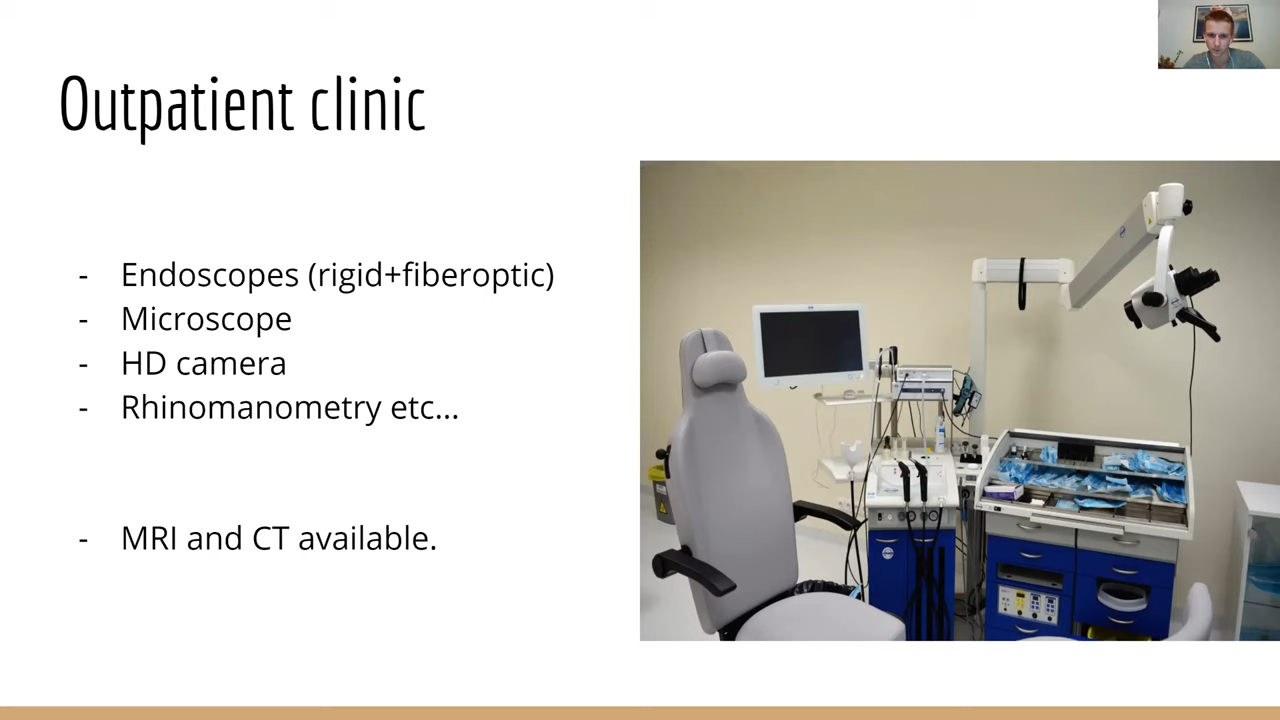 Outpatient clinic
- Endoscopes (rigid+fiberoptic)
- Microscope
- HD camera
- Rhinomanometry etc...
- MRI and CT available.